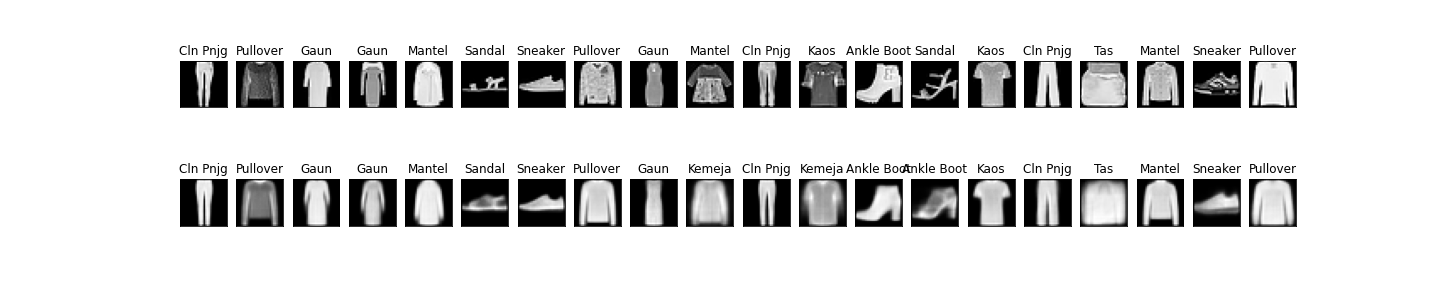 Cln Pnjg Pullover Gaun Gaun Mantel Sandal Sneaker Pullover Gaun Mantel Cln Pnjg Kaos Ankle Boot Sandal Kaos Cln Pnjg Tas Mantel Sneaker Pullover
Cln Pnjg Pullover Gaun Gaun Mantel Sandal Sneaker Pullover Gaun Kemeja Cln Pnjg Kemeja Ankle Boot Ankle Boot Kaos Cln Pnjg Tas Mantel Sneaker Pullover